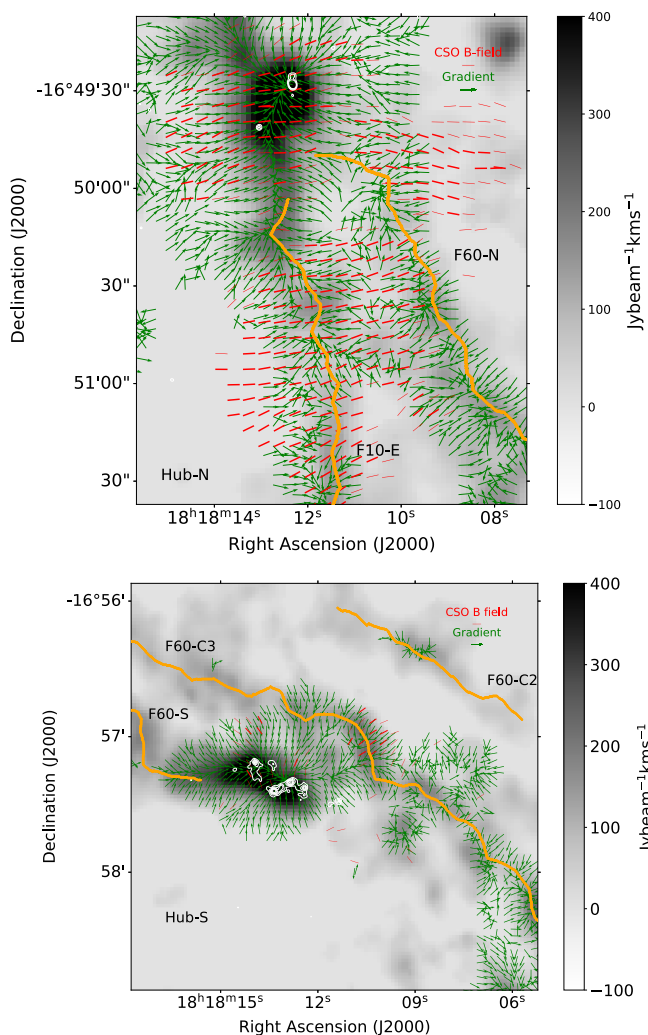 CSO B-field
Gradient
F60-N
F10-E
Hub-N
-16°49'30"
50'00"
30"
51'00"
30"
18ʰ18ᵐ14ˢ
12ˢ
10ˢ
08ˢ
Right Ascension (J2000)
Declination (J2000)
400
300
200
100
0
−100
Jybeam⁻¹kms⁻¹
CSO B field
Gradient
F60-C3
F60-C2
F60-S
Hub-S
-16°56'
57'
58'
18ʰ18ᵐ15ˢ
12ˢ
09ˢ
06ˢ
Right Ascension (J2000)
Declination (J2000)
400
300
200
100
0
−100
Jybeam⁻¹kms⁻¹